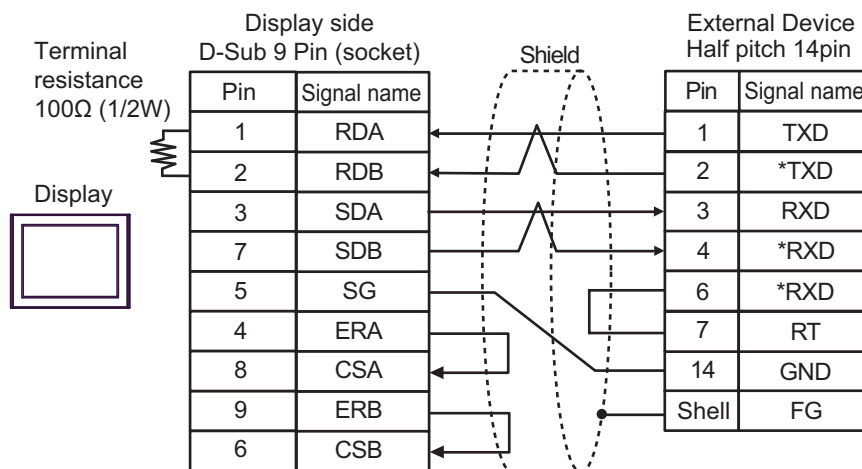 Display side
D-Sub 9 Pin (socket)
External Device
Half pitch 14pin
Terminal
resistance
100Ω (1/2W)
Shield
Display
Pin Signal name
1 RDA
2 RDB
3 SDA
7 SDB
5 SG
4 ERA
8 CSA
9 ERB
6 CSB
Pin Signal name
1 TXD
2 *TXD
3 RXD
4 *RXD
6 *RXD
7 RT
14 GND
Shell FG